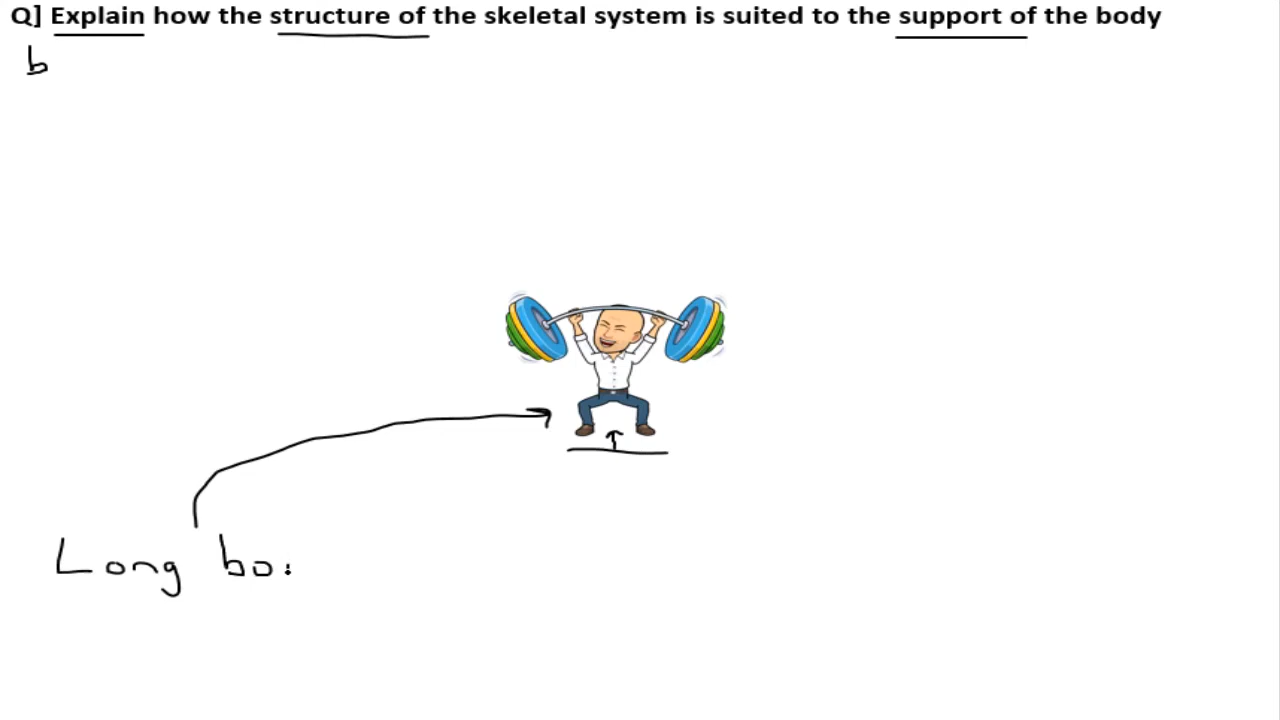 Q] Explain how the structure of the skeletal system is suited to the support of the body
b
Long bo